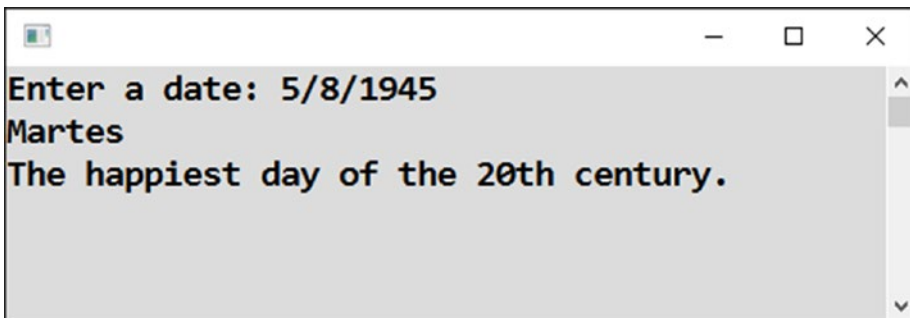 Enter a date: 5/8/1945
Martes
The happiest day of the 20th century.